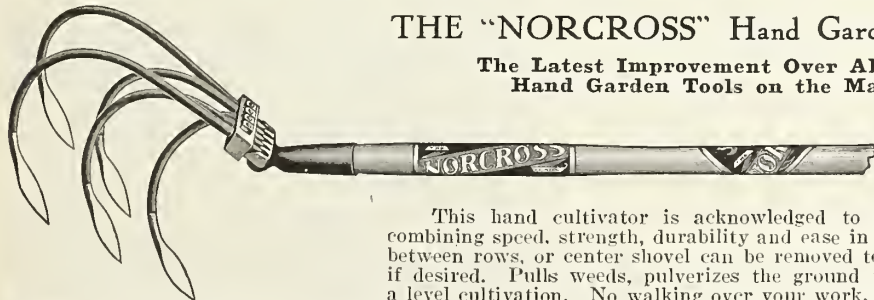 THE "NORCROSS" Hand Gard
The Latest Improvement Over Al
Hand Garden Tools on the Ma
NORCROSS
This hand cultivator is acknowledged to
combining speed, strength, durability and ease in
between rows, or center shovel can be removed to
if desired. Pulls weeds, pulverizes the ground
a level cultivation. No walking over your work.